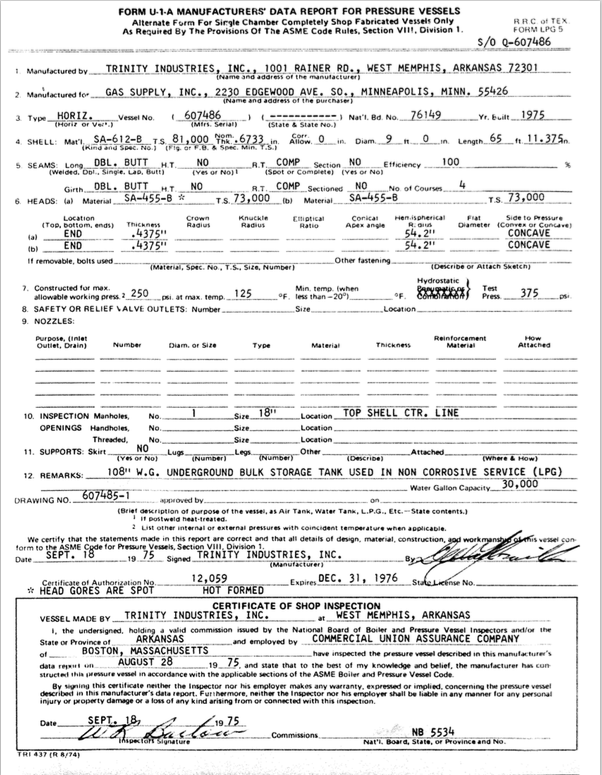 FORM U-1-A MANUFACTURERS' DATA REPORT FOR PRESSURE VESSELS
Alternate Form For Single Chamber Completely Shop Fabricated Vessels Only
As Required By The Provisions Of The ASME Code Rules, Section VIII, Division 1.
R.R.C. of TEX.
FORM LPG 5
S/O Q-607486
1. Manufactured by TRINITY INDUSTRIES, INC., 1001 RAINER RD., WEST MEMPHIS, ARKANSAS 72301
(Name and address of the manufacturer)
2. Manufactured for GAS SUPPLY, INC., 2230 EDGEWOOD AVE. SO., MINNEAPOLIS, MINN. 55426
(Name and address of the purchaser)
3. Type HORIZ. Vessel No. ( 607486 ) ( ------------ ) Nat'l. Bd. No. 76149 Yr. Built 1975
(Horiz or Vert.) (Mfrs. Serial) (State & State No.)
4. SHELL: Mat'l. SA-612-B T.S. 81,000 Nom. Thk. .6733 in. Corr. Allow. 0 in. Diam. 9 ft. 0 in. Length 65 ft 11.375 in.
(Kind and Spec. No.) (Flg. or F.B. & Spec. Min. T.S.)
5. SEAMS: Long DBL. BUTT H.T. NO R.T. COMP Section NO Efficiency 100 %
(Welded, Dbl., Single, Lap, Butt) (Yes or No)1 (Spot or Complete) (Yes or No)
Girth DBL. BUTT H.T. NO R.T. COMP Sectioned NO No. of Courses 4
6. HEADS: (a) Material SA-455-B * T.S. 73,000 (b) Material SA-455-B T.S. 73,000
Location (Top, bottom, ends) Thickness Crown Radius Knuckle Radius Elliptical Ratio Conical Apex angle Hemispherical Radius Flat Diameter Side to Pressure (Convex or Concave)
(a) END .4375" 54.2" CONCAVE
(b) END .4375" 54.2" CONCAVE
If removable, bolts used Other fastening
(Material, Spec. No., T.S., Size, Number) (Describe or Attach Sketch)
7. Constructed for max. allowable working press.2 250 psi. at max. temp. 125 °F. Min. temp. (when less than -20°) °F. Hydrostatic Test Press. 375 psi.
8. SAFETY OR RELIEF VALVE OUTLETS: Number Size Location
9. NOZZLES:
Purpose, (Inlet Outlet, Drain) Number Diam. or Size Type Material Thickness Reinforcement Material How Attached
10. INSPECTION Manholes, No. 1 Size 18" Location TOP SHELL CTR. LINE
OPENINGS Handholes, No. Size Location
Threaded, No. Size Location
11. SUPPORTS: Skirt NO Lugs Legs Other Attached
(Yes or No) (Number) (Number) (Describe) (Where & How)
12. REMARKS: 108" W.G. UNDERGROUND BULK STORAGE TANK USED IN NON CORROSIVE SERVICE (LPG)
Water Gallon Capacity 30,000
DRAWING NO. 607485-1 approved by on
(Brief description of purpose of the vessel, as Air Tank, Water Tank, L.P.G., Etc.—State contents.)
1 If postweld heat-treated.
2 List other internal or external pressures with coincident temperature when applicable.
We certify that the statements made in this report are correct and that all details of design, material, construction, and workmanship of this vessel con-
form to the ASME Code for Pressure Vessels, Section VIII, Division 1.
Date SEPT. 18 19 75 Signed TRINITY INDUSTRIES, INC. By
(Manufacturer)
Certificate of Authorization No. 12,059 Expires DEC. 31, 1976 State License No.
* HEAD GORES ARE SPOT HOT FORMED
CERTIFICATE OF SHOP INSPECTION
VESSEL MADE BY TRINITY INDUSTRIES, INC. at WEST MEMPHIS, ARKANSAS
I, the undersigned, holding a valid commission issued by the National Board of Boiler and Pressure Vessel Inspectors and/or the
State or Province of ARKANSAS and employed by COMMERCIAL UNION ASSURANCE COMPANY
of BOSTON, MASSACHUSETTS have inspected the pressure vessel described in this manufacturer's
data report on AUGUST 28 19 75, and state that to the best of my knowledge and belief, the manufacturer has con-
structed this pressure vessel in accordance with the applicable sections of the ASME Boiler and Pressure Vessel Code.
By signing this certificate neither the Inspector nor his employer makes any warranty, expressed or implied, concerning the pressure vessel
described in this manufacturer's data report. Furthermore, neither the Inspector nor his employer shall be liable in any manner for any personal
injury or property damage or a loss of any kind arising from or connected with this inspection.
Date SEPT. 18, 19 75
Inspectors Signature Commissions NB 5534
Nat'l. Board, State, or Province and No.
TRI 437 (R 8/74)